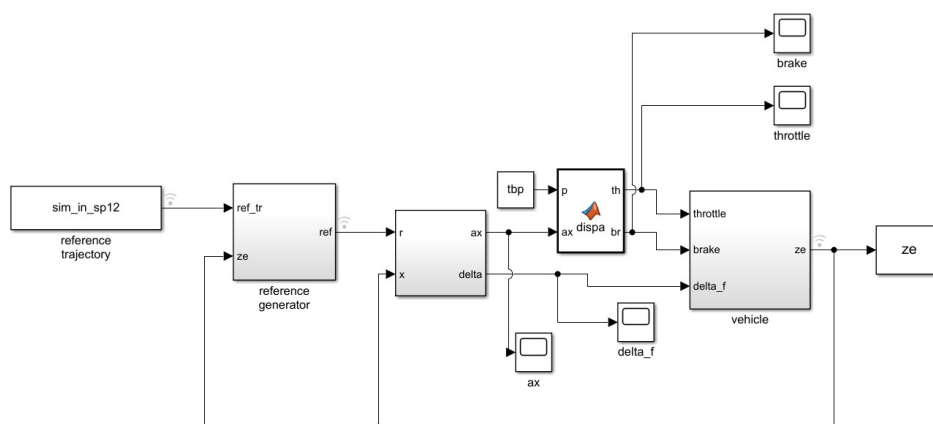 brake
throttle
tbp
p
th
dispa
ax
br
sim_in_sp12
reference
trajectory
ref_tr
ref
ze
reference
generator
r
ax
x
delta
throttle
brake
ze
delta_f
vehicle
ze
delta_f
ax